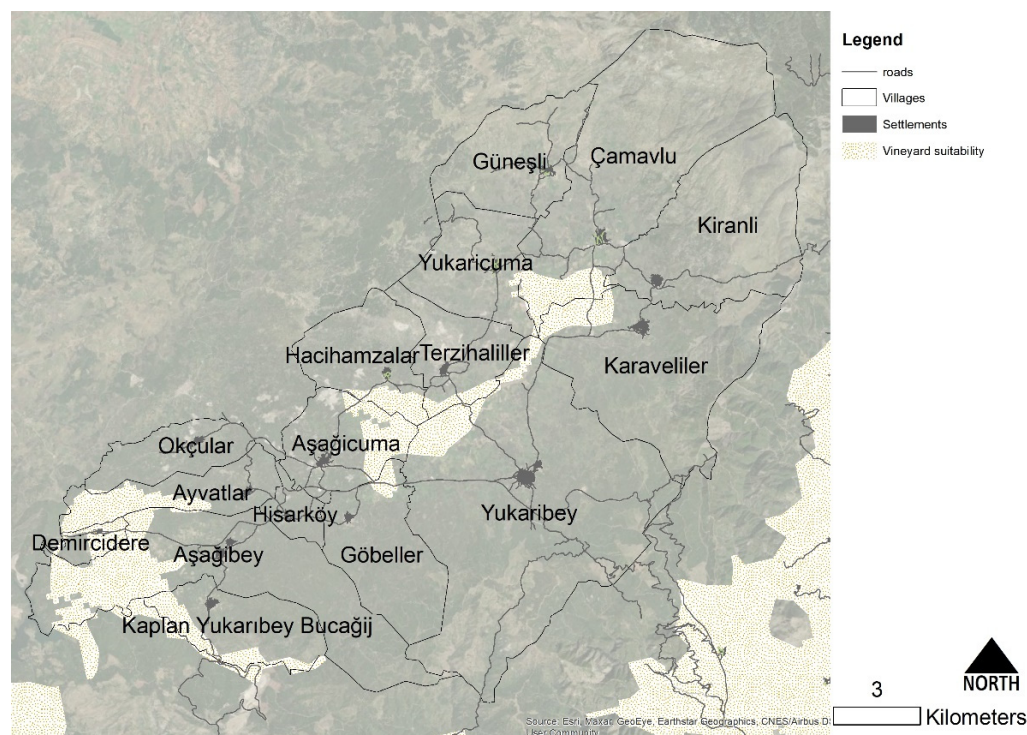 Legend
roads
Villages
Settlements
Vineyard suitability
Güneşli
Çamavlu
Kiranli
Yukaricuma
Hacihamzalar
Terzihaliller
Karaveliler
Okçular
Aşağicuma
Ayvatlar
Hisarköy
Yukaribey
Demircidere
Aşağibey
Göbeller
Kaplan Yukarıbey Bucağij
NORTH
3
Kilometers
Source: Esri, Maxar, GeoEye, Earthstar Geographics, CNES/Airbus D
User Community